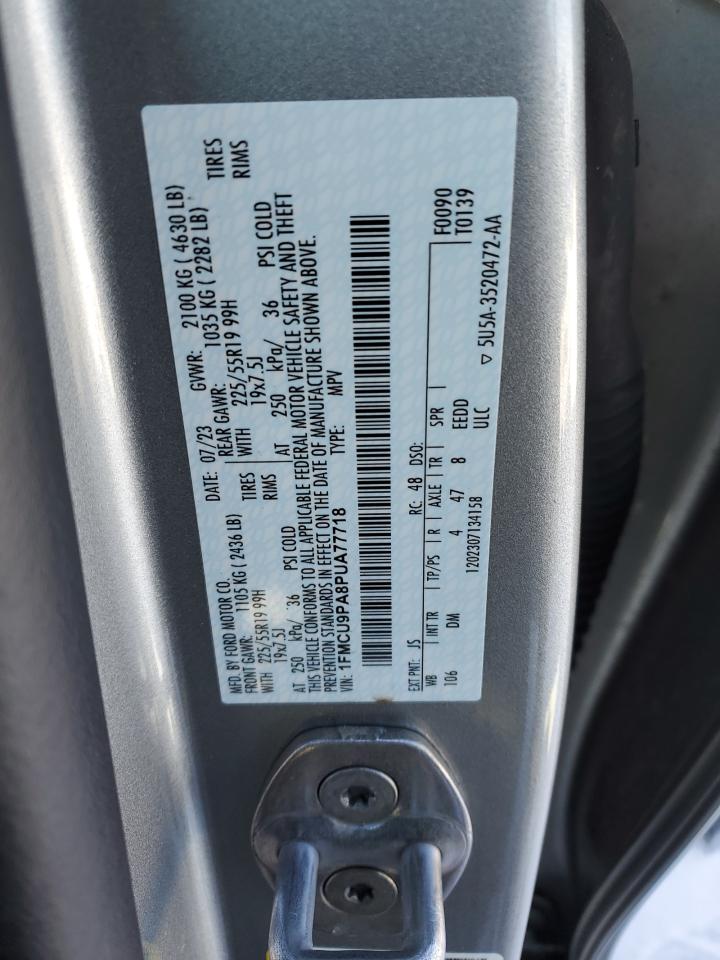 MFD. BY FORD MOTOR CO. DATE: 07/23 GVWR: 2100 KG ( 4630 LB)
FRONT GAWR: 1105 KG ( 2436 LB) REAR GAWR: 1035 KG ( 2282 LB)
WITH 225/55R19 99H TIRES WITH 225/55R19 99H TIRES
19x7.5J RIMS 19x7.5J RIMS
AT 250 kPa/ 36 PSI COLD AT 250 kPa/ 36 PSI COLD
THIS VEHICLE CONFORMS TO ALL APPLICABLE FEDERAL MOTOR VEHICLE SAFETY AND THEFT
PREVENTION STANDARDS IN EFFECT ON THE DATE OF MANUFACTURE SHOWN ABOVE.
VIN: 1FMCU9PA8PUA77718 TYPE: MPV
EXT PNT: JS RC: 48 DSO: F0090
WB INT TR TP/PS R AXLE TR SPR T0139
106 DM 4 47 8 EEDD
1202307134158 ULC
▽ 5U5A-3520472-AA